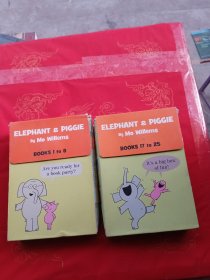 ELEPHANT & PIGGIE
by Mo Willems
BOOKS 1 to 8
Are you ready for
a book party?
ELEPHANT & PIGGIE
by Mo Willems
BOOKS 17 to 25
It's a big box
of fun!